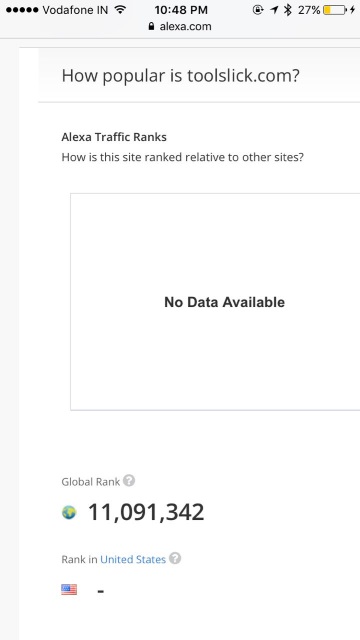 ●●●●● Vodafone IN 10:48 PM 27%
alexa.com
How popular is toolslick.com?
Alexa Traffic Ranks
How is this site ranked relative to other sites?
No Data Available
Global Rank ?
11,091,342
Rank in United States ?
-